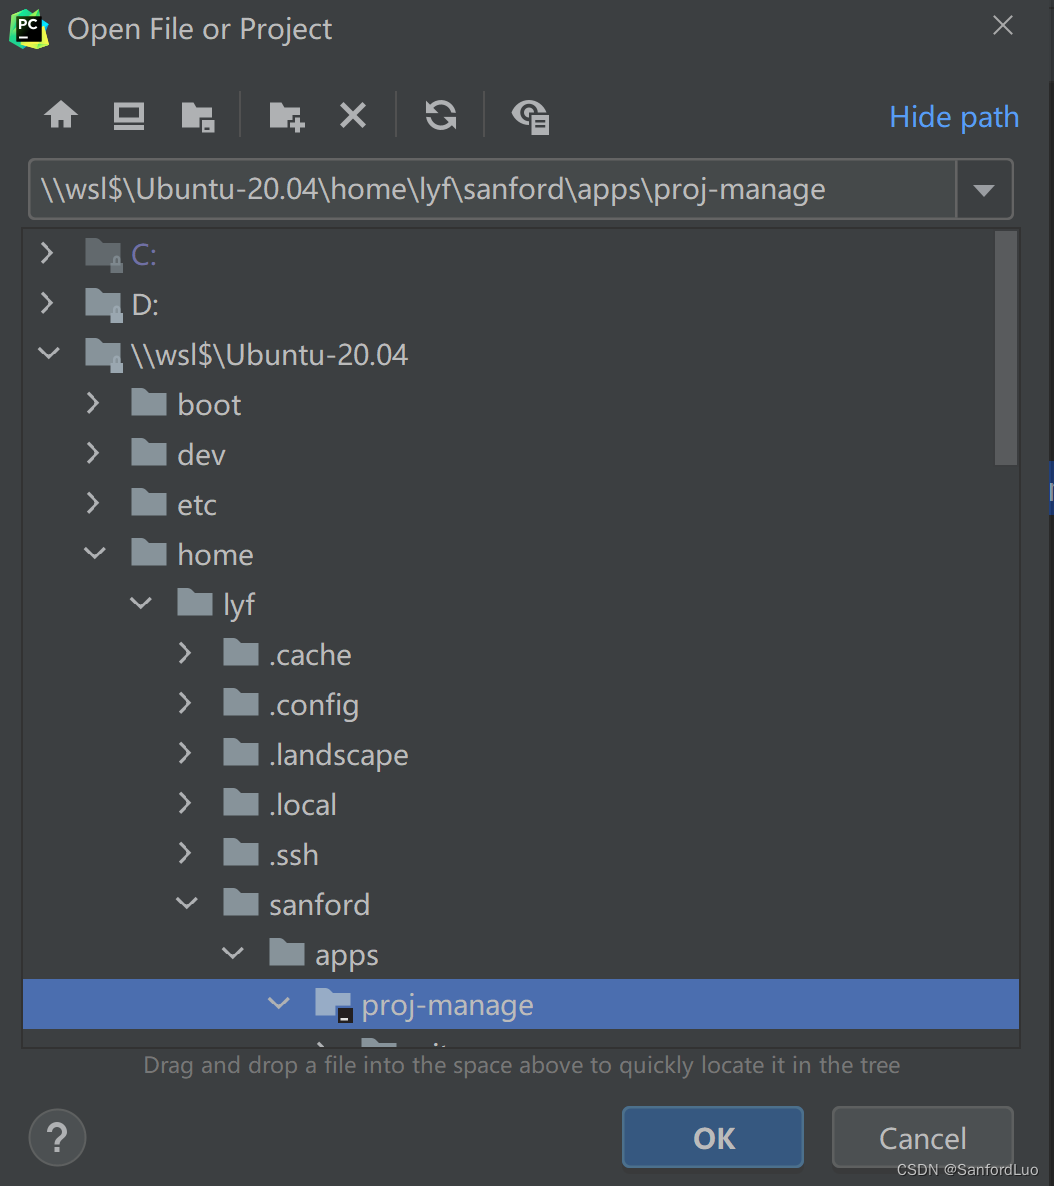 PC
Open File or Project
Hide path
\\wsl$\Ubuntu-20.04\home\lyf\sanford\apps\proj-manage
C:
D:
\\wsl$\Ubuntu-20.04
boot
dev
etc
home
lyf
.cache
.config
.landscape
.local
.ssh
sanford
apps
proj-manage
Drag and drop a file into the space above to quickly locate it in the tree
?
OK
Cancel
CSDN @SanfordLuo